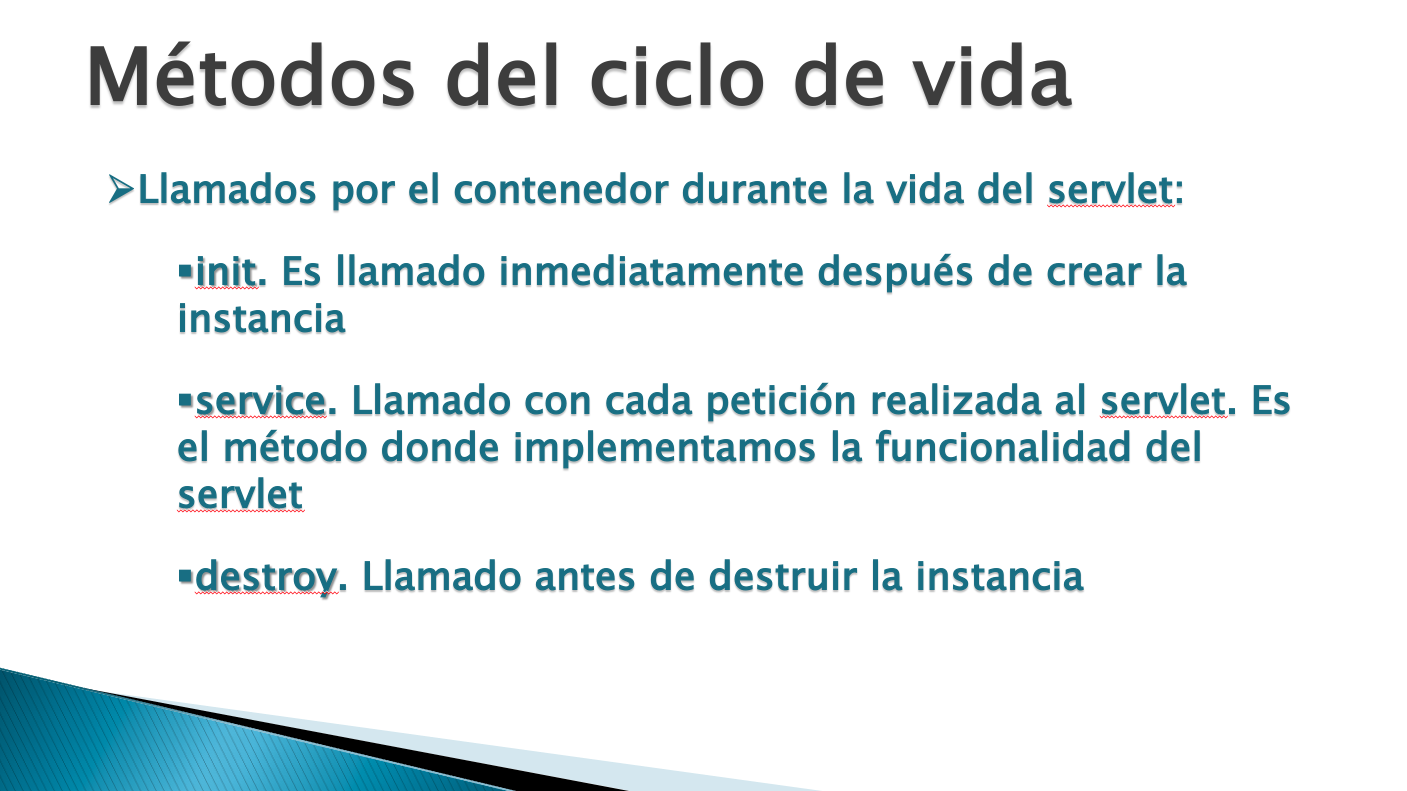 Métodos del ciclo de vida
➢Llamados por el contenedor durante la vida del servlet:
▪init. Es llamado inmediatamente después de crear la
instancia
▪service. Llamado con cada petición realizada al servlet. Es
el método donde implementamos la funcionalidad del
servlet
▪destroy. Llamado antes de destruir la instancia